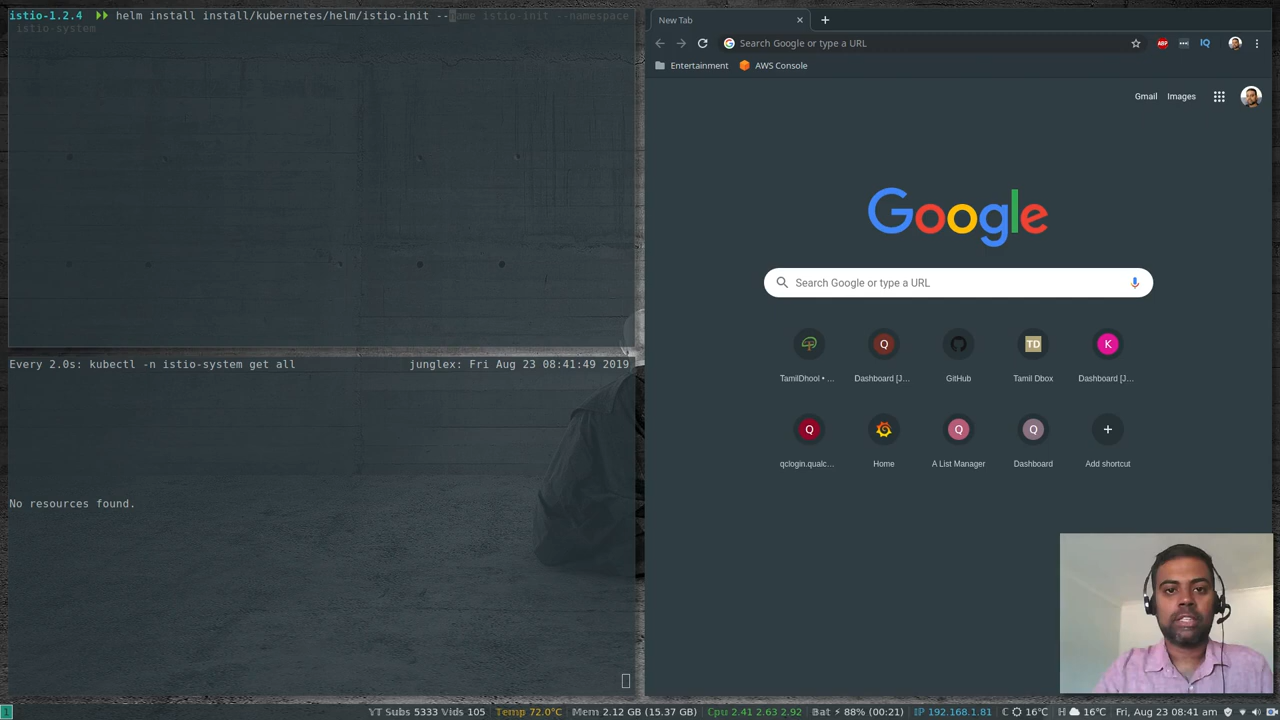 istio-1.2.4 helm install install/kubernetes/helm/istio-init --name istio-init --namespace
istio-system
Every 2.0s: kubectl -n istio-system get all junglex: Fri Aug 23 08:41:49 2019
No resources found.
New Tab
Search Google or type a URL
ABP
IQ
Entertainment
AWS Console
Gmail
Images
Google
Search Google or type a URL
Q
TD
K
TamilDhool • ...
Dashboard [J...
GitHub
Tamil Dbox
Dashboard [J...
Q
Q
Q
qclogin.qualc...
Home
A List Manager
Dashboard
Add shortcut
1
YT Subs 5333 Vids 105
Temp 72.0°C
Mem 2.12 GB (15.37 GB)
Cpu 2.41 2.63 2.92
Bat 88% (00:21)
IP 192.168.1.81
C 16°C
H 16°C
Fri, Aug 23, 08:41 am